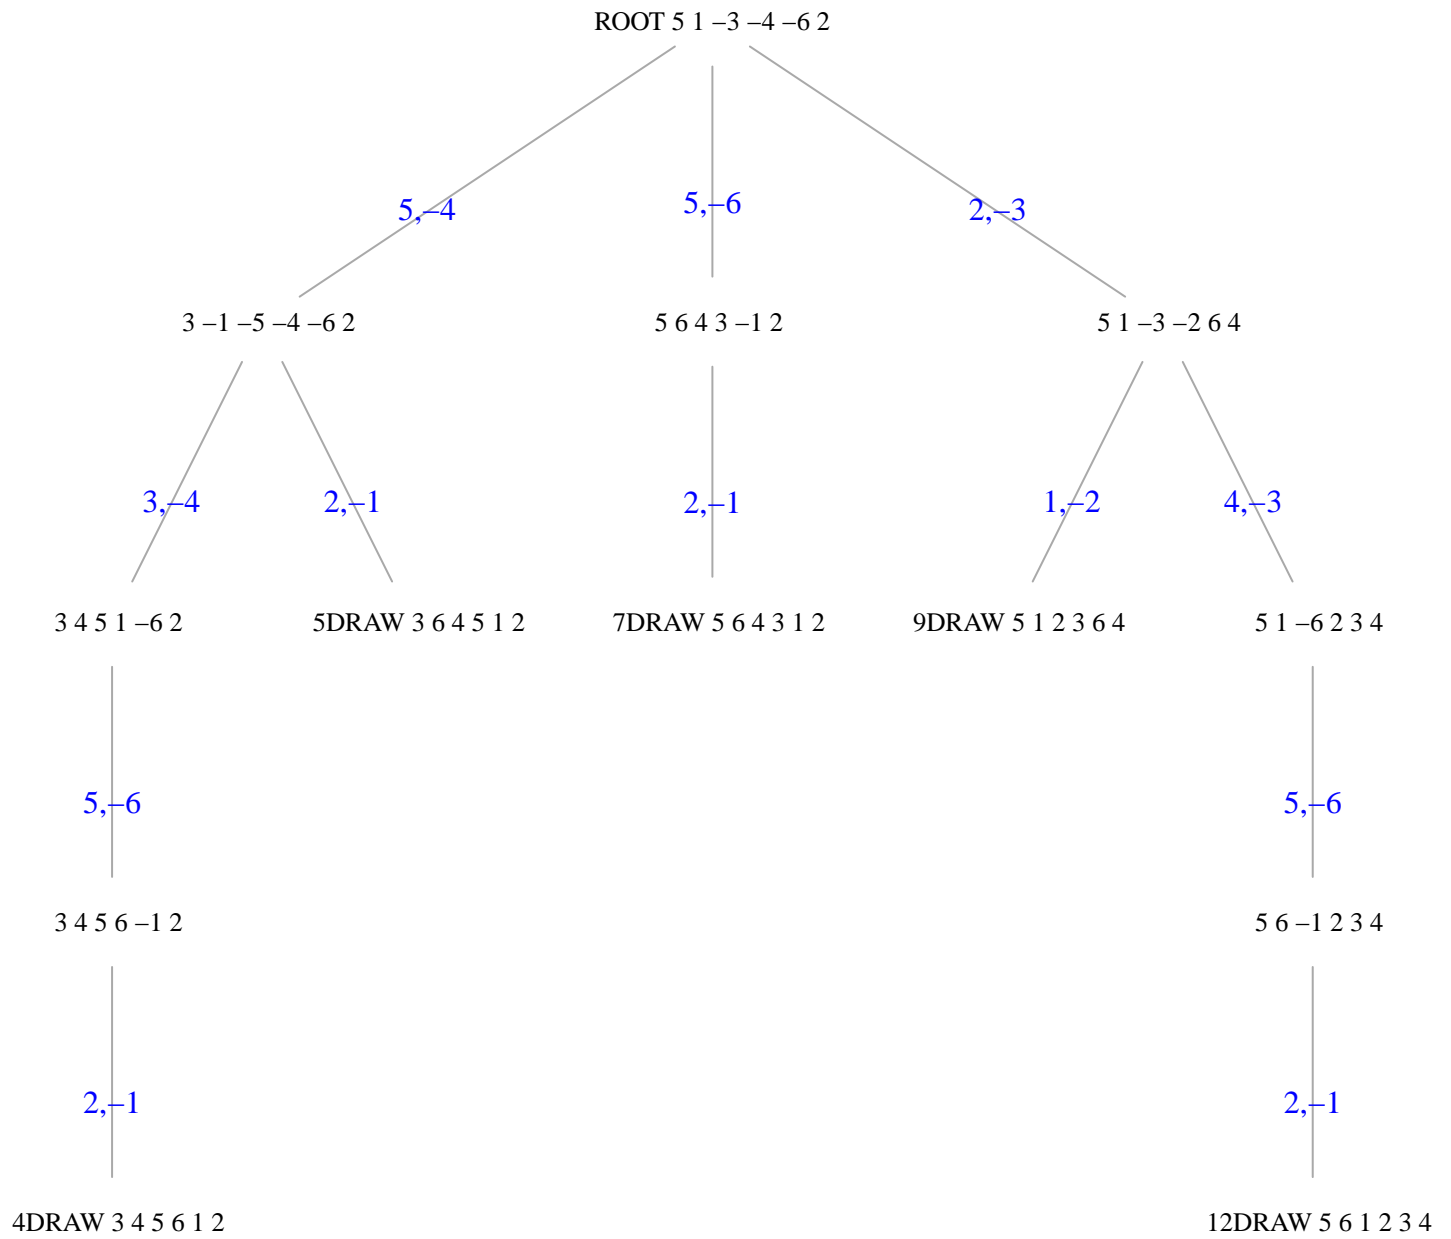 ROOT 5 1 –3 –4 –6 2
5,–4
5,–6
2,–3
3 –1 –5 –4 –6 2
5 6 4 3 –1 2
5 1 –3 –2 6 4
3,–4
2,–1
2,–1
1,–2
4,–3
3 4 5 1 –6 2
5DRAW 3 6 4 5 1 2
7DRAW 5 6 4 3 1 2
9DRAW 5 1 2 3 6 4
5 1 –6 2 3 4
5,–6
5,–6
3 4 5 6 –1 2
5 6 –1 2 3 4
2,–1
2,–1
4DRAW 3 4 5 6 1 2
12DRAW 5 6 1 2 3 4